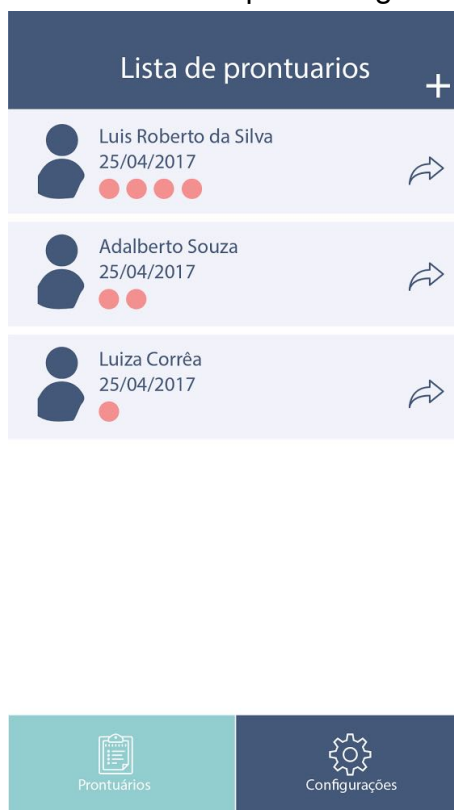 Lista de prontuarios
+
Luis Roberto da Silva
25/04/2017
Adalberto Souza
25/04/2017
Luiza Corrêa
25/04/2017
Prontuários
Configurações